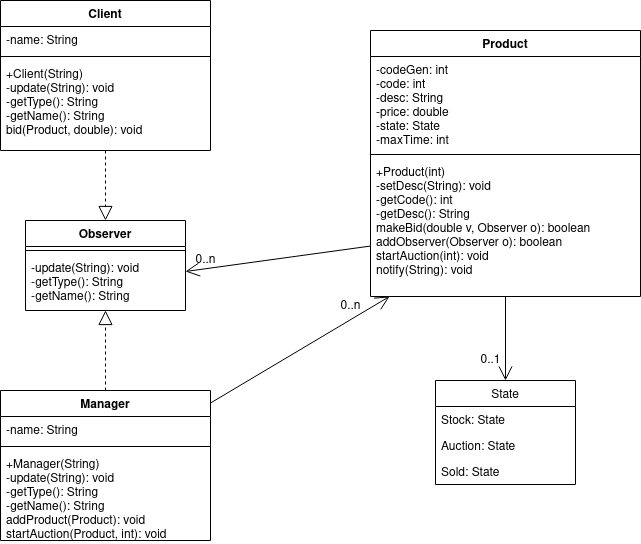 Client
-name: String
+Client(String)
-update(String): void
-getType(): String
-getName(): String
bid(Product, double): void
Product
-codeGen: int
-code: int
-desc: String
-price: double
-state: State
-maxTime: int
+Product(int)
-setDesc(String): void
-getCode(): int
-getDesc(): String
makeBid(double v, Observer o): boolean
addObserver(Observer o): boolean
startAuction(int): void
notify(String): void
Observer
-update(String): void
-getType(): String
-getName(): String
0..n
0..n
0..1
Manager
-name: String
+Manager(String)
-update(String): void
-getType(): String
-getName(): String
addProduct(Product): void
startAuction(Product, int): void
State
Stock: State
Auction: State
Sold: State